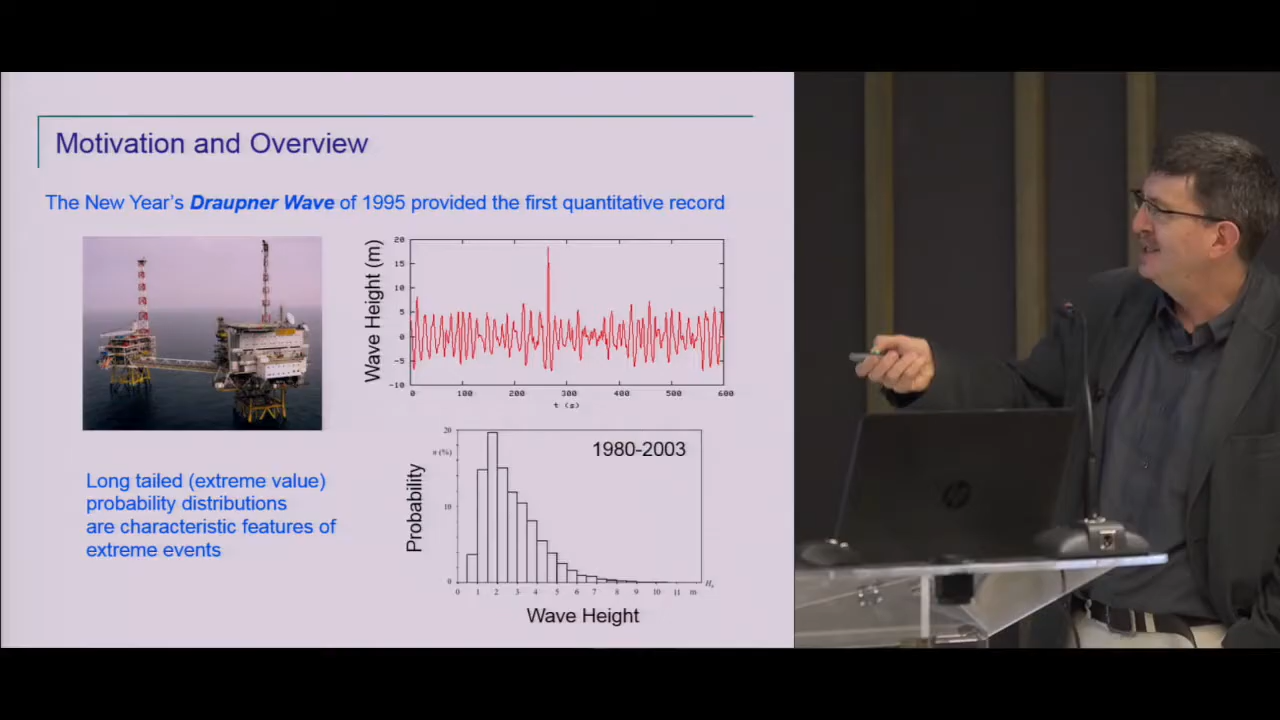 Motivation and Overview
The New Year's Draupner Wave of 1995 provided the first quantitative record
Wave Height (m)
20
15
10
5
0
-5
-10
0 100 200 300 400 500 600
t (s)
Long tailed (extreme value)
probability distributions
are characteristic features of
extreme events
1980-2003
Probability
20
n (%)
10
0
0 1 2 3 4 5 6 7 8 9 10 11 m
Wave Height
hp